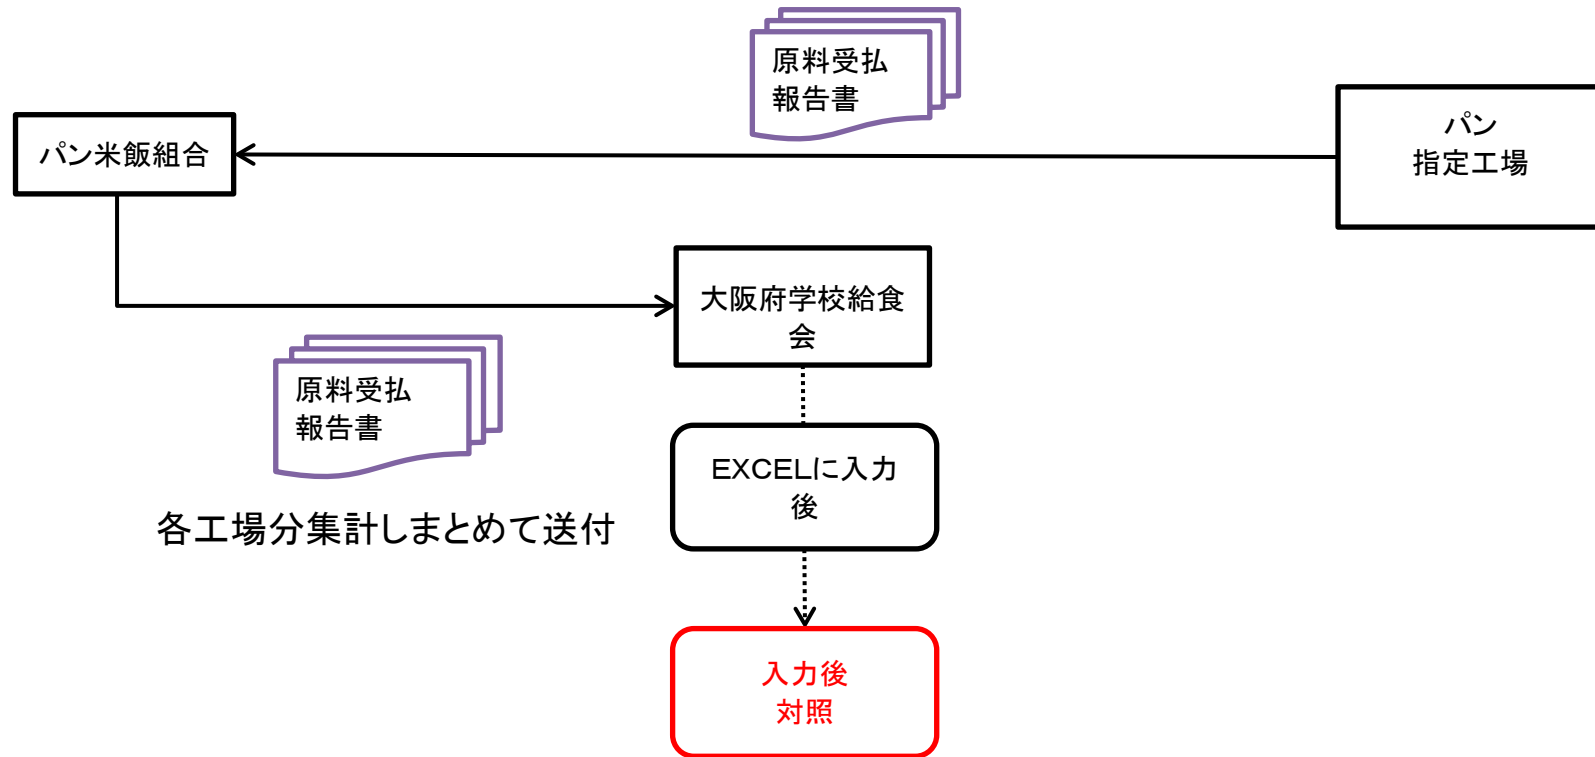 原料受払
報告書
パン
指定工場
パン米飯組合
大阪府学校給食
会
原料受払
報告書
EXCELに入力
後
各工場分集計しまとめて送付
入力後
対照